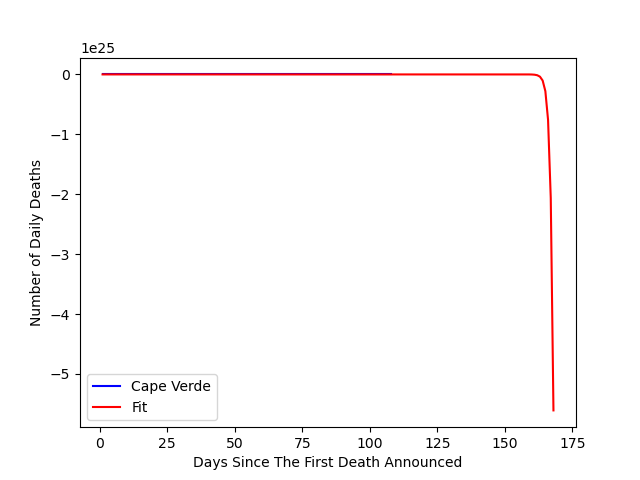 1e25
0
−1
−2
−3
−4
−5
Number of Daily Deaths
0
25
50
75
100
125
150
175
Days Since The First Death Announced
Cape Verde
Fit